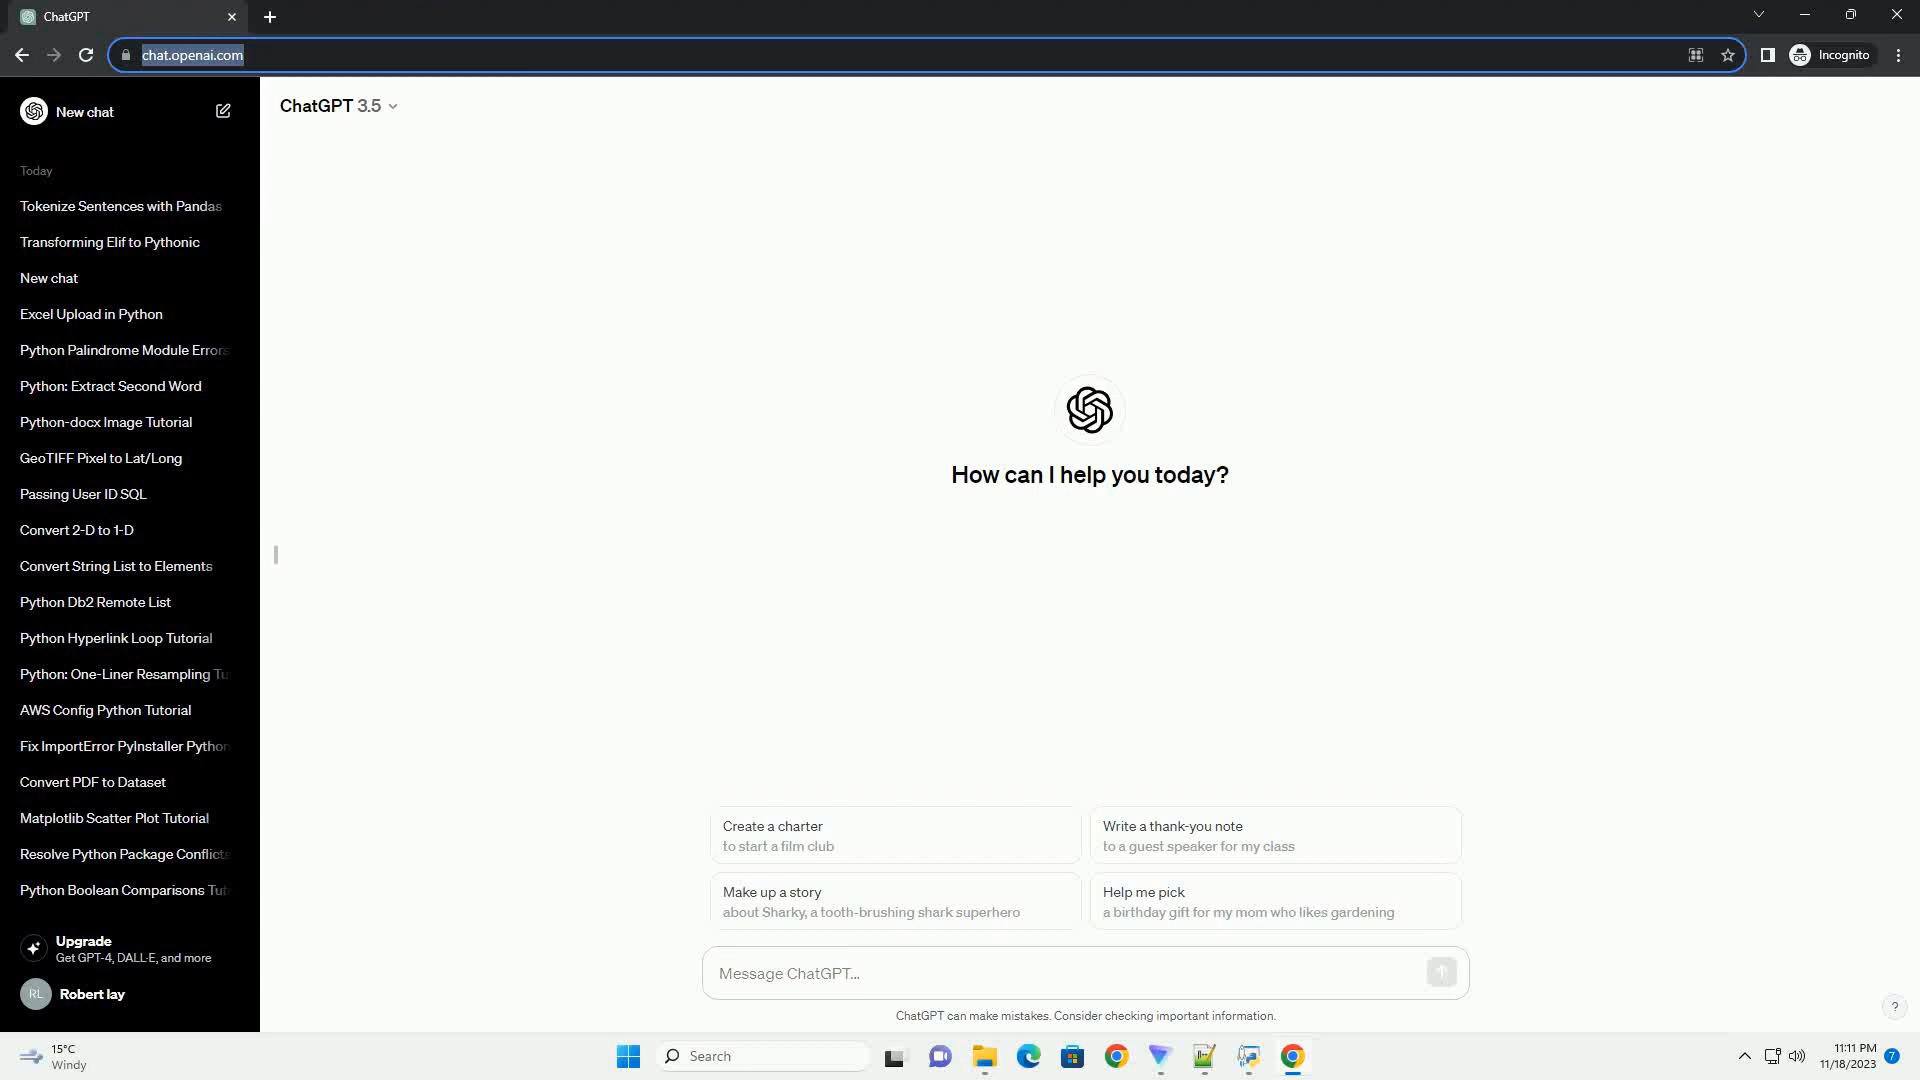 ChatGPT
chat.openai.com
Incognito
New chat
ChatGPT 3.5
Today
Tokenize Sentences with Pandas
Transforming Elif to Pythonic
New chat
Excel Upload in Python
Python Palindrome Module Errors
Python: Extract Second Word
Python-docx Image Tutorial
GeoTIFF Pixel to Lat/Long
Passing User ID SQL
Convert 2-D to 1-D
Convert String List to Elements
Python Db2 Remote List
Python Hyperlink Loop Tutorial
Python: One-Liner Resampling Tu
AWS Config Python Tutorial
Fix ImportError PyInstaller Python
Convert PDF to Dataset
Matplotlib Scatter Plot Tutorial
Resolve Python Package Conflicts
Python Boolean Comparisons Tut
Upgrade
Get GPT-4, DALL·E, and more
RL
Robert lay
How can I help you today?
Create a charter
to start a film club
Write a thank-you note
to a guest speaker for my class
Make up a story
about Sharky, a tooth-brushing shark superhero
Help me pick
a birthday gift for my mom who likes gardening
Message ChatGPT...
ChatGPT can make mistakes. Consider checking important information.
?
15°C
Windy
Search
11:11 PM
11/18/2023
7